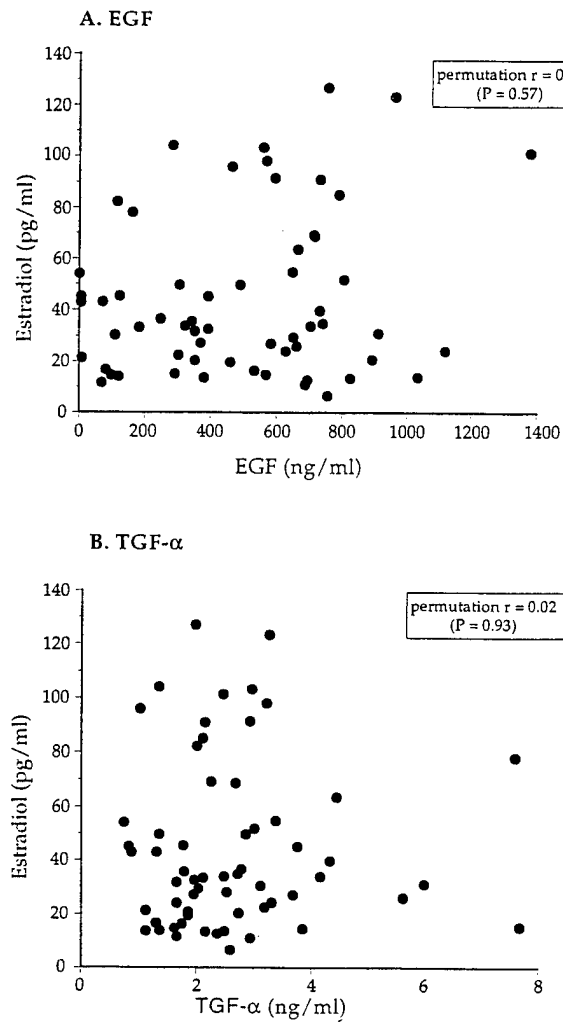 A. EGF
140
120
100
80
60
40
20
0
Estradiol (pg/ml)
permutation r = 0
(P = 0.57)
0 200 400 600 800 1000 1200 1400
EGF (ng/ml)
B. TGF-α
140
120
100
80
60
40
20
0
Estradiol (pg/ml)
permutation r = 0.02
(P = 0.93)
0 2 4 6 8
TGF-α (ng/ml)